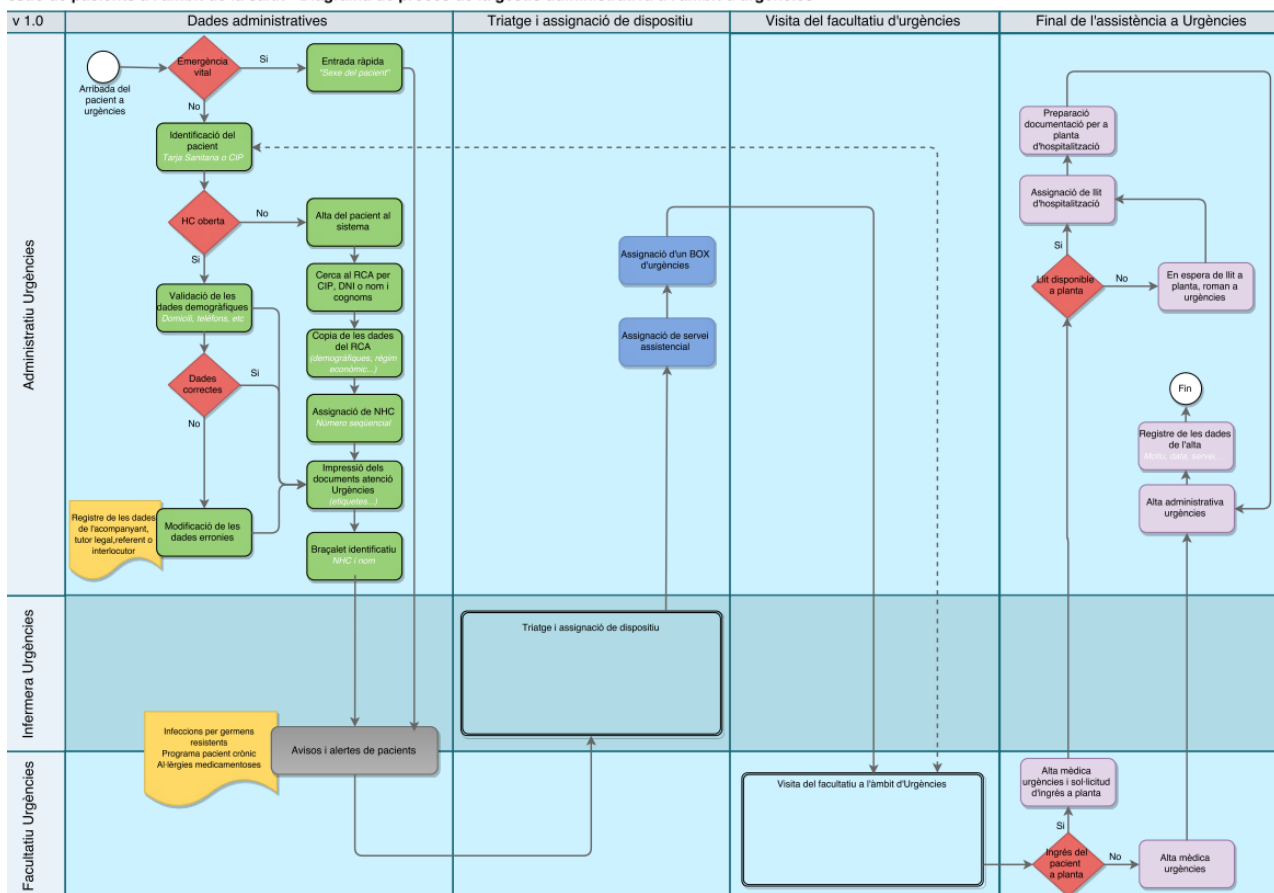 v 1.0
Dades administratives
Triatge i assignació de dispositiu
Visita del facultatiu d'urgències
Final de l'assistència a Urgències
Administratiu Urgències
Arribada del
pacient a
urgències
Emergència
vital
Si
No
Entrada ràpida
"Sexe del pacient"
Identificació del
pacient
Tarja Sanitaria o CIP
HC oberta
No
Si
Alta del pacient al
sistema
Cerca al RCA per
CIP, DNI o nom i
cognoms
Validació de les
dades demogràfiques
Domicili, telèfons, etc
Copia de les dades
del RCA
(demogràfiques, règim
econòmic...)
Dades
correctes
Si
No
Assignació de NHC
Número seqüencial
Impressió dels
documents atenció
Urgències
(etiquetes...)
Registre de les dades
de l'acompanyant,
tutor legal,referent o
interlocutor
Modificació de les
dades erronies
Braçalet identificatiu
NHC i nom
Assignació d'un BOX
d'urgències
Assignació de servei
assistencial
Preparació
documentació per a
planta
d'hospitalització
Assignació de llit
d'hospitalització
Si
Llit disponible
a planta
No
En espera de llit a
planta, roman a
urgències
Fin
Registre de les dades
de l'alta
Motiu, data, servei,...
Alta administrativa
urgències
Infermera Urgències
Triatge i assignació de dispositiu
Infeccions per germens
resistents
Programa pacient crònic
Al·lèrgies medicamentoses
Avisos i alertes de pacients
Facultatiu Urgències
Visita del facultatiu a l'àmbit d'Urgències
Alta mèdica
urgències i sol·licitud
d'ingrés a planta
Si
Ingrés del
pacient
a planta
No
Alta mèdica
urgències